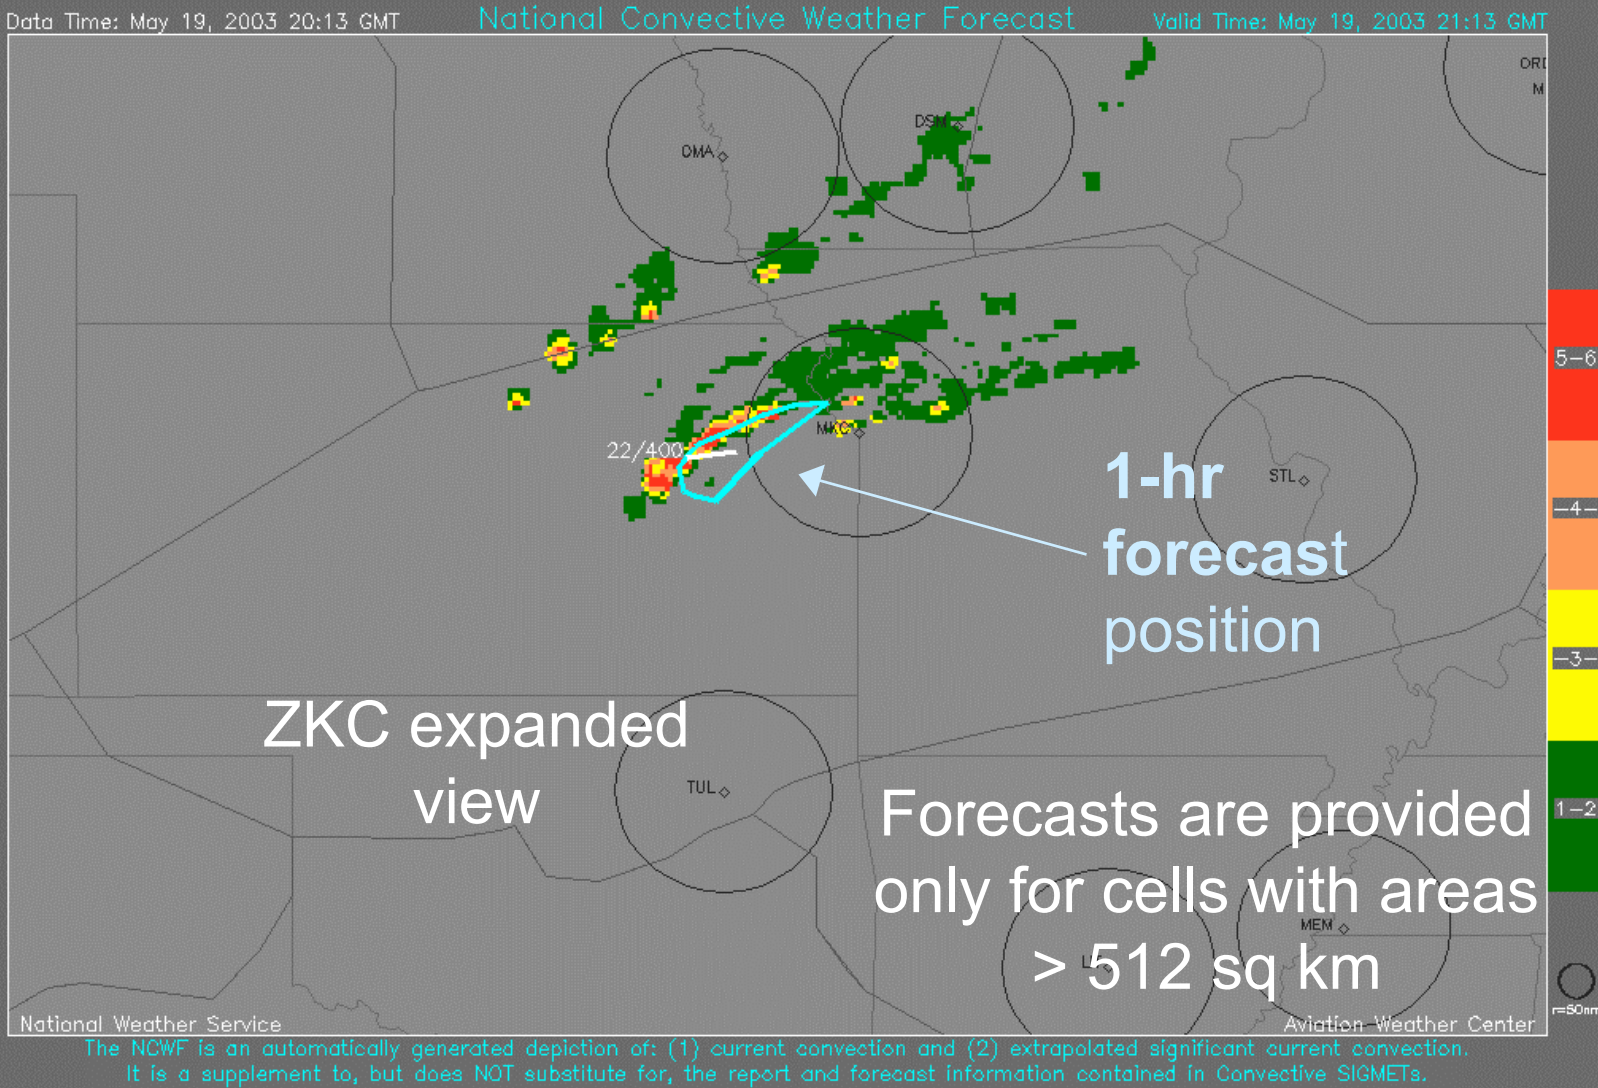 Data Time: May 19, 2003 20:13 GMT
National Convective Weather Forecast
Valid Time: May 19, 2003 21:13 GMT
DSM
OMA
5-6
22/400
MKC
1-hr
forecast
position
STL
-4-
-3-
ZKC expanded
view
TUL
Forecasts are provided
only for cells with areas
> 512 sq km
1-2
MEM
r=50nm
National Weather Service
Aviation Weather Center
The NCWF is an automatically generated depiction of: (1) current convection and (2) extrapolated significant current convection.
It is a supplement to, but does NOT substitute for, the report and forecast information contained in Convective SIGMETs.